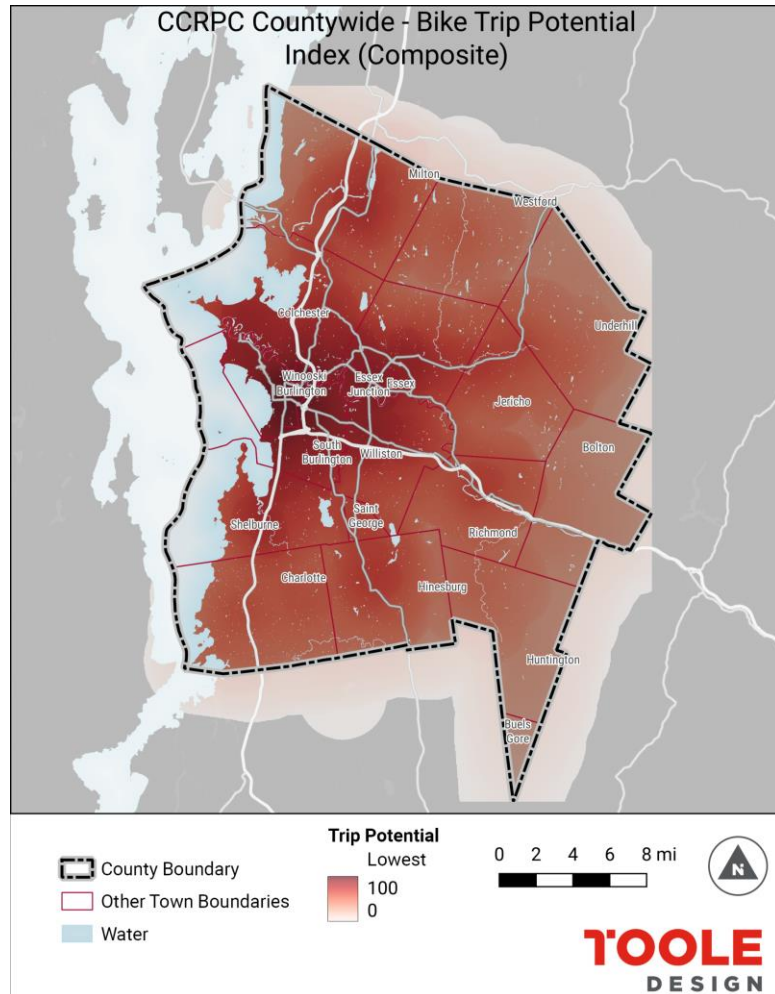 CCRPC Countywide - Bike Trip Potential
Index (Composite)
Milton
Westford
Underhill
Colchester
Winooski
Burlington
Essex
Junction
Essex
Jericho
Bolton
South
Burlington
Williston
Saint
George
Shelburne
Richmond
Charlotte
Hinesburg
Huntington
Buels
Gore
County Boundary
Other Town Boundaries
Water
Trip Potential
Lowest
100
0
0 2 4 6 8 mi
N
TOOLE
DESIGN